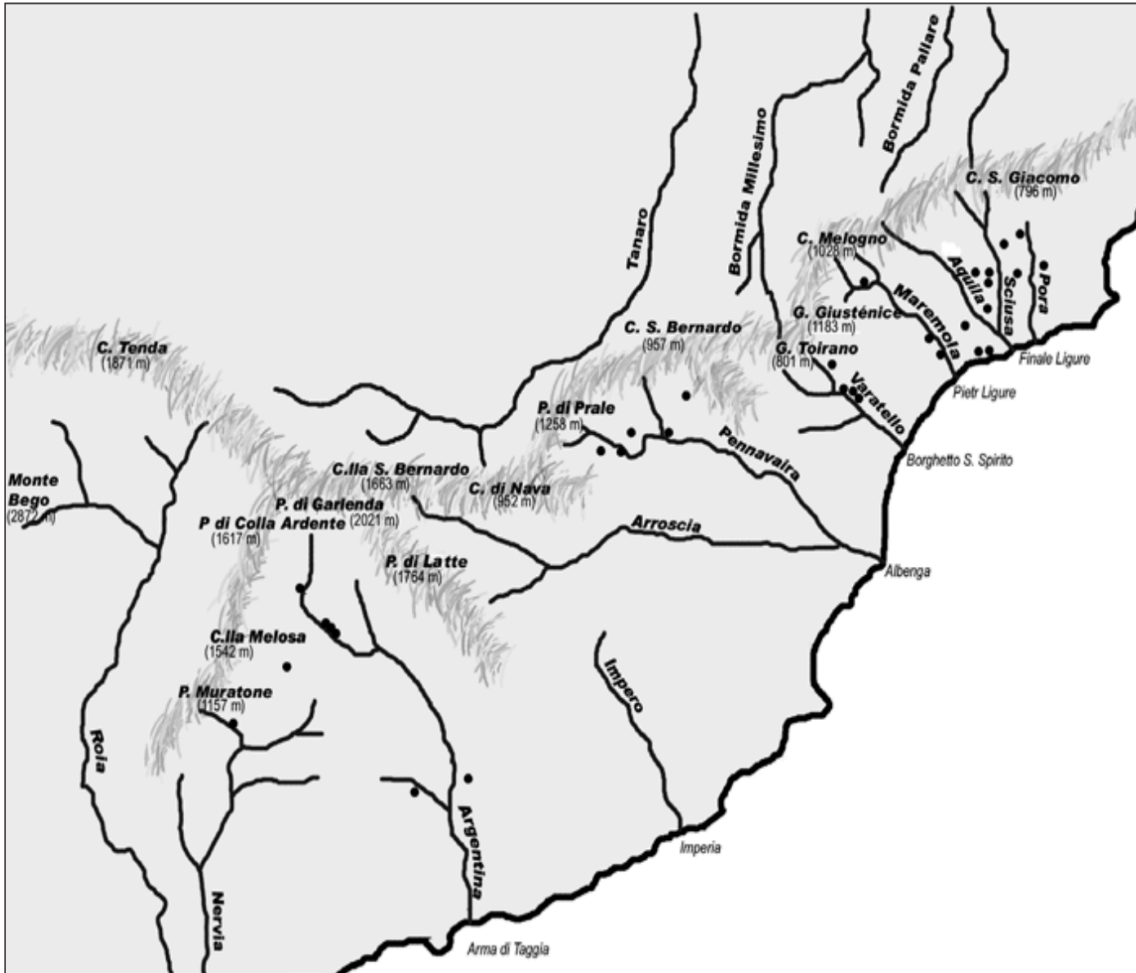 Bormida Pallare
Bormida Millesimo
C. S. Giacomo
(796 m)
Tanaro
C. Melogno
(1028 m)
Aquila
Sciusa
Pora
Maremola
G. Giusténice
(1183 m)
C. S. Bernardo
(957 m)
C. Tenda
(1871 m)
G. Toirano
(801 m)
Finale Ligure
Varatello
Pietr Ligure
P. di Prale
(1258 m)
Pennavaira
Borghetto S. Spirito
C.lla S. Bernardo
(1663 m)
Monte
Bego
(2872 m)
C. di Nava
(952 m)
P. di Garlenda
(2021 m)
P di Colla Ardente
(1617 m)
Arroscia
P. di Latte
(1764 m)
Albenga
C.lla Melosa
(1542 m)
Impero
P. Muratone
(1157 m)
Roia
Argentina
Imperia
Nervia
Arma di Taggia